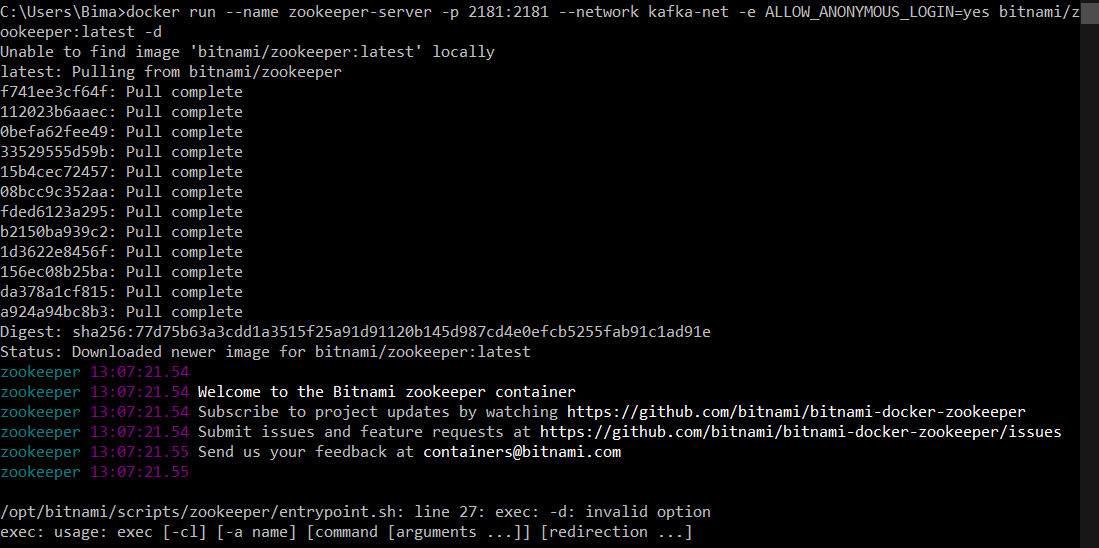 C:\Users\Bima>docker run --name zookeeper-server -p 2181:2181 --network kafka-net -e ALLOW_ANONYMOUS_LOGIN=yes bitnami/z
ookeeper:latest -d
Unable to find image 'bitnami/zookeeper:latest' locally
latest: Pulling from bitnami/zookeeper
f741ee3cf64f: Pull complete
112023b6aaec: Pull complete
0befa62fee49: Pull complete
33529555d59b: Pull complete
15b4cec72457: Pull complete
08bcc9c352aa: Pull complete
fded6123a295: Pull complete
b2150ba939c2: Pull complete
1d3622e8456f: Pull complete
156ec08b25ba: Pull complete
da378a1cf815: Pull complete
a924a94bc8b3: Pull complete
Digest: sha256:77d75b63a3cdd1a3515f25a91d91120b145d987cd4e0efcb5255fab91c1ad91e
Status: Downloaded newer image for bitnami/zookeeper:latest
zookeeper 13:07:21.54
zookeeper 13:07:21.54 Welcome to the Bitnami zookeeper container
zookeeper 13:07:21.54 Subscribe to project updates by watching https://github.com/bitnami/bitnami-docker-zookeeper
zookeeper 13:07:21.54 Submit issues and feature requests at https://github.com/bitnami/bitnami-docker-zookeeper/issues
zookeeper 13:07:21.55 Send us your feedback at containers@bitnami.com
zookeeper 13:07:21.55
/opt/bitnami/scripts/zookeeper/entrypoint.sh: line 27: exec: -d: invalid option
exec: usage: exec [-cl] [-a name] [command [arguments ...]] [redirection ...]